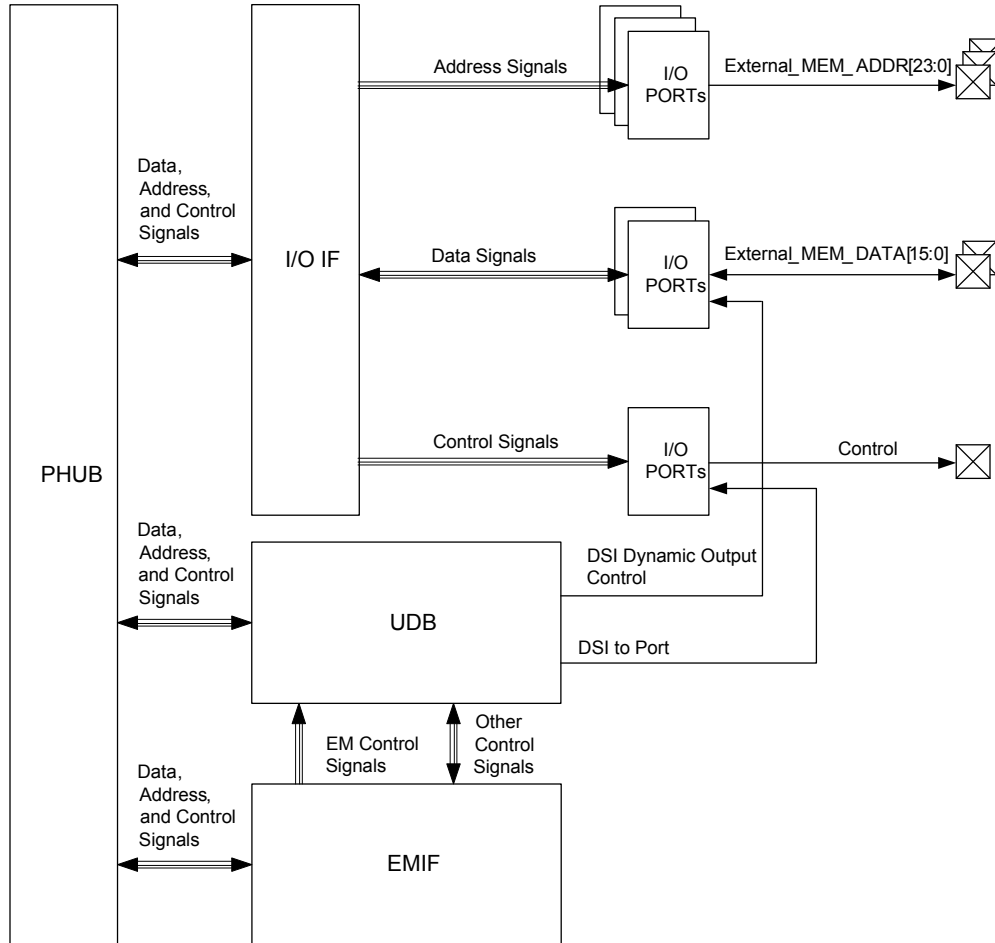 Address Signals
I/O
PORTs
External_MEM_ADDR[23:0]
Data,
Address,
and Control
Signals
I/O IF
Data Signals
I/O
PORTs
External_MEM_DATA[15:0]
Control Signals
I/O
PORTs
Control
PHUB
Data,
Address,
and Control
Signals
UDB
DSI Dynamic Output
Control
DSI to Port
EM Control
Signals
Other
Control
Signals
Data,
Address,
and Control
Signals
EMIF